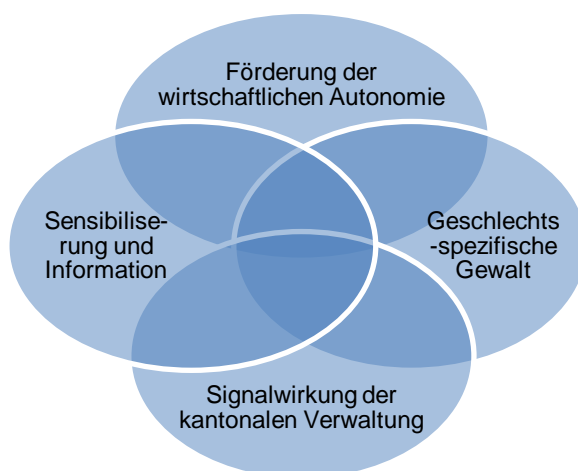 Förderung der
wirtschaftlichen Autonomie
Sensibilise-
rung und
Information
Geschlechts
-spezifische
Gewalt
Signalwirkung der
kantonalen Verwaltung